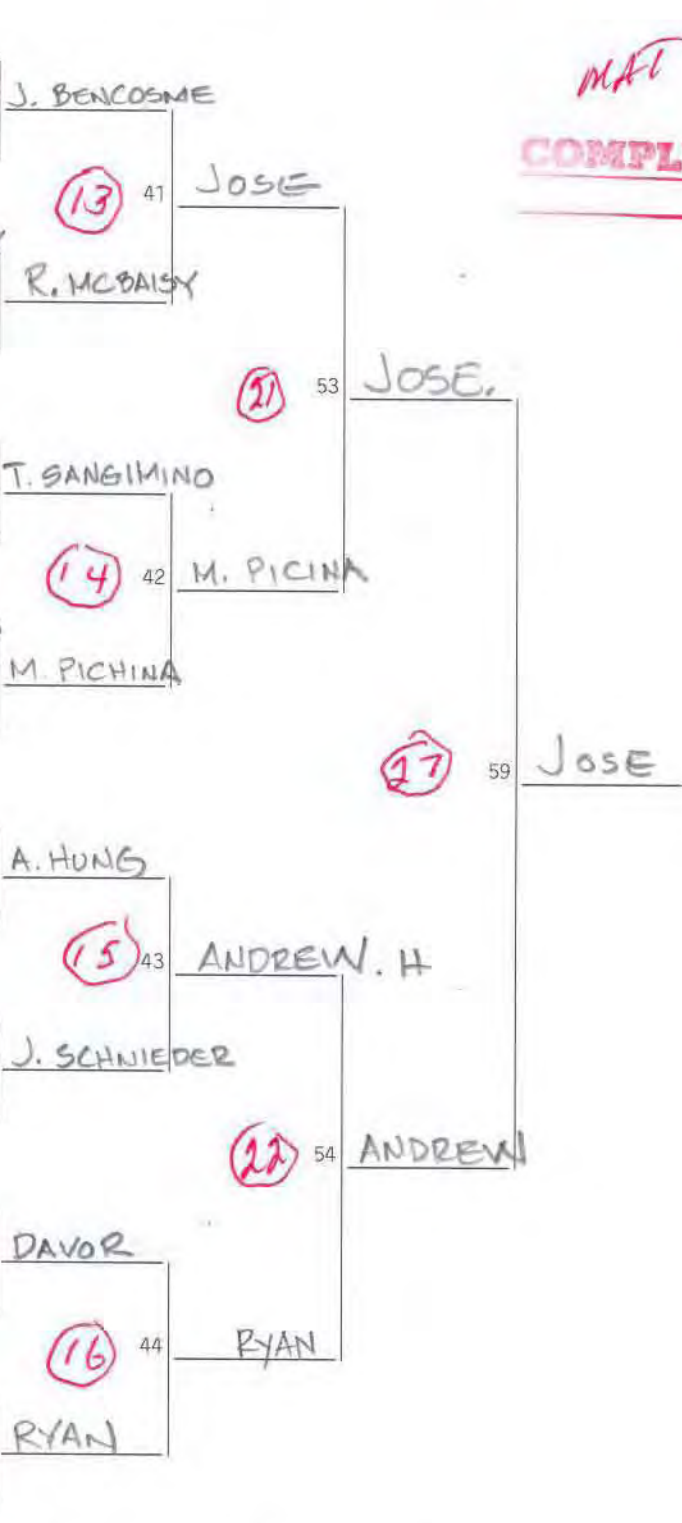 MAT
J. BENCOSME
COMPL
13 41 JOSE
R. MCBAISY
21 53 JOSE.
T. SANGIMINO
14 42 M. PICINA
M. PICHINA
27 59 JOSE
A. HUNG
15 43 ANDREW. H
J. SCHNIEDER
22 54 ANDREW
DAVOR
16 44 RYAN
RYAN